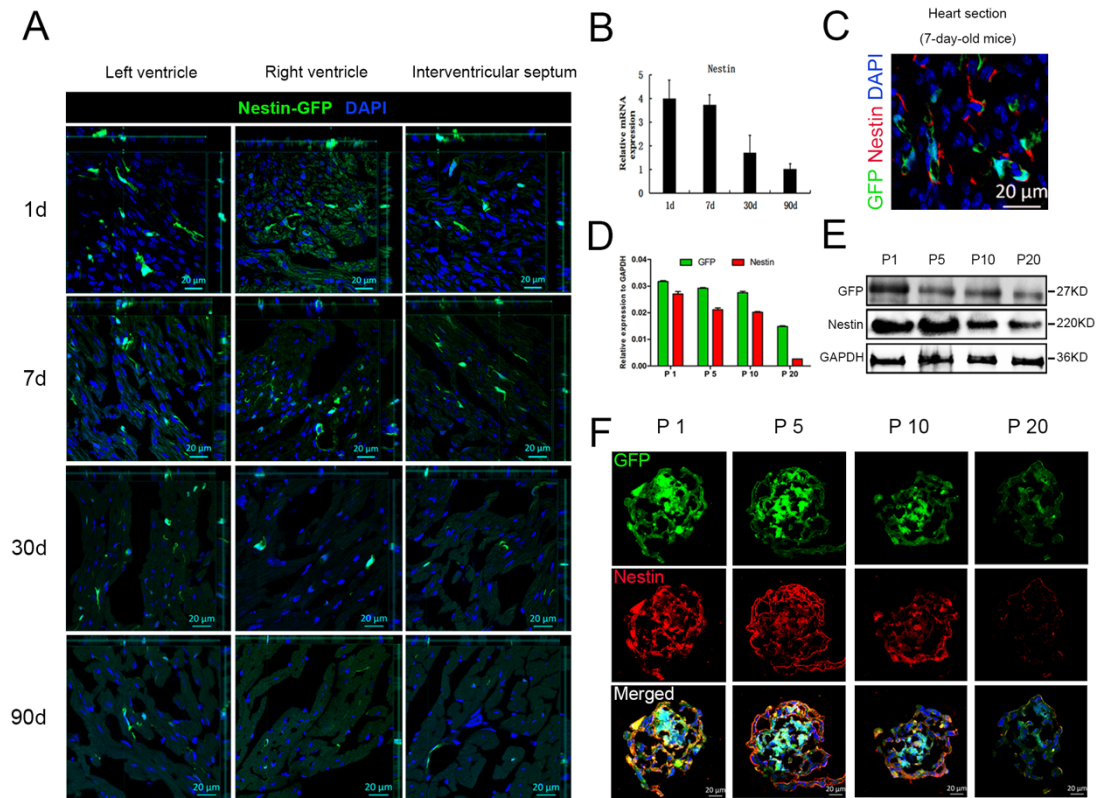 A
Left ventricle
Right ventricle
Interventricular septum
Nestin-GFP DAPI
1d
20 μm
20 μm
20 μm
7d
20 μm
20 μm
20 μm
30d
20 μm
20 μm
20 μm
90d
20 μm
20 μm
20 μm
B
Nestin
Relative mRNA
expression
5
4
3
2
1
0
1d
7d
30d
90d
C
Heart section
(7-day-old mice)
GFP Nestin DAPI
20 μm
D
GFP
Nestin
Relative expression to GAPDH
0.04
0.03
0.02
0.01
0.00
P 1
P 5
P 10
P 20
E
P1
P5
P10
P20
GFP
27KD
Nestin
220KD
GAPDH
36KD
F
P 1
P 5
P 10
P 20
GFP
Nestin
Merged
20 μm
20 μm
20 μm
20 μm